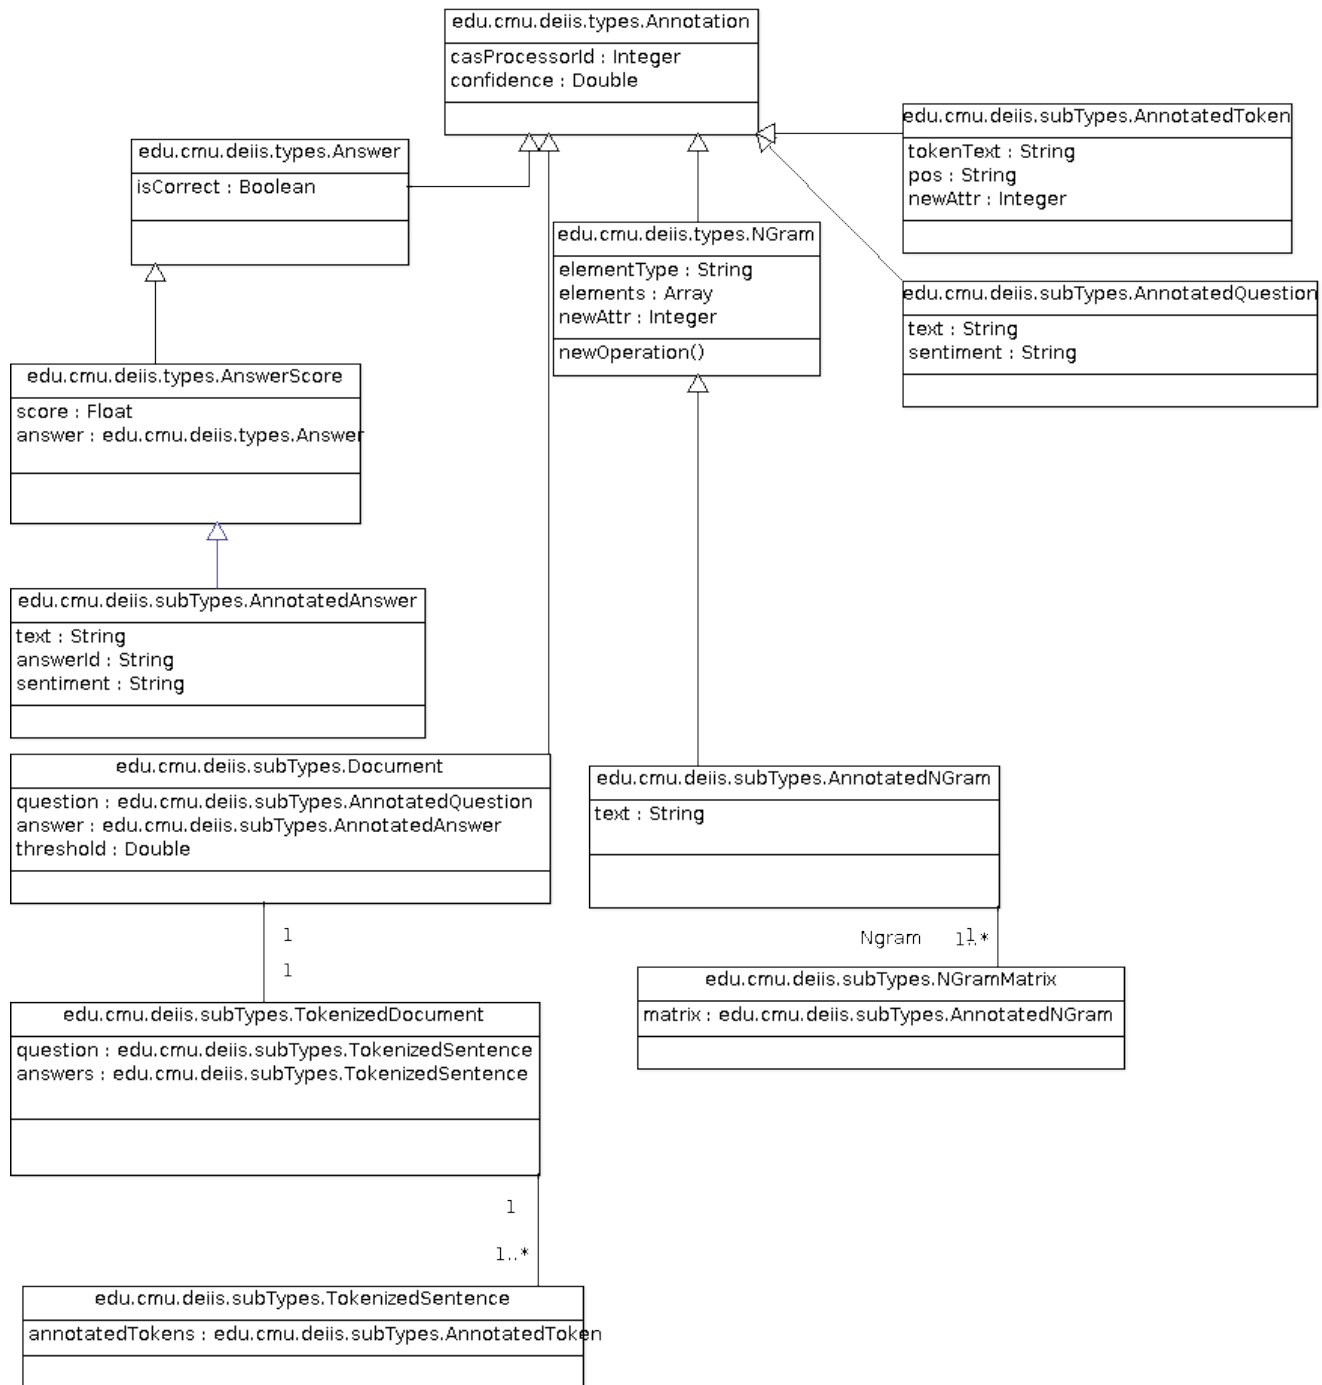 edu.cmu.deiis.types.Annotation
casProcessorId : Integer
confidence : Double
edu.cmu.deiis.subTypes.AnnotatedToken
tokenText : String
pos : String
newAttr : Integer
edu.cmu.deiis.types.Answer
isCorrect : Boolean
edu.cmu.deiis.types.NGram
elementType : String
elements : Array
newAttr : Integer
newOperation()
edu.cmu.deiis.subTypes.AnnotatedQuestion
text : String
sentiment : String
edu.cmu.deiis.types.AnswerScore
score : Float
answer : edu.cmu.deiis.types.Answer
edu.cmu.deiis.subTypes.AnnotatedAnswer
text : String
answerId : String
sentiment : String
edu.cmu.deiis.subTypes.Document
question : edu.cmu.deiis.subTypes.AnnotatedQuestion
answer : edu.cmu.deiis.subTypes.AnnotatedAnswer
threshold : Double
edu.cmu.deiis.subTypes.AnnotatedNGram
text : String
1
1
Ngram
1
1..*
edu.cmu.deiis.subTypes.NGramMatrix
matrix : edu.cmu.deiis.subTypes.AnnotatedNGram
edu.cmu.deiis.subTypes.TokenizedDocument
question : edu.cmu.deiis.subTypes.TokenizedSentence
answers : edu.cmu.deiis.subTypes.TokenizedSentence
1
1..*
edu.cmu.deiis.subTypes.TokenizedSentence
annotatedTokens : edu.cmu.deiis.subTypes.AnnotatedToken